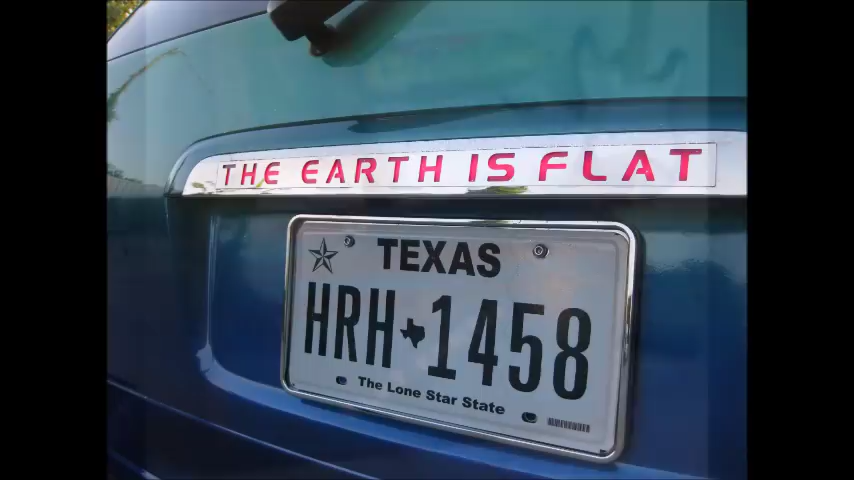 THE EARTH IS FLAT
TEXAS
HRH 1458
The Lone Star State